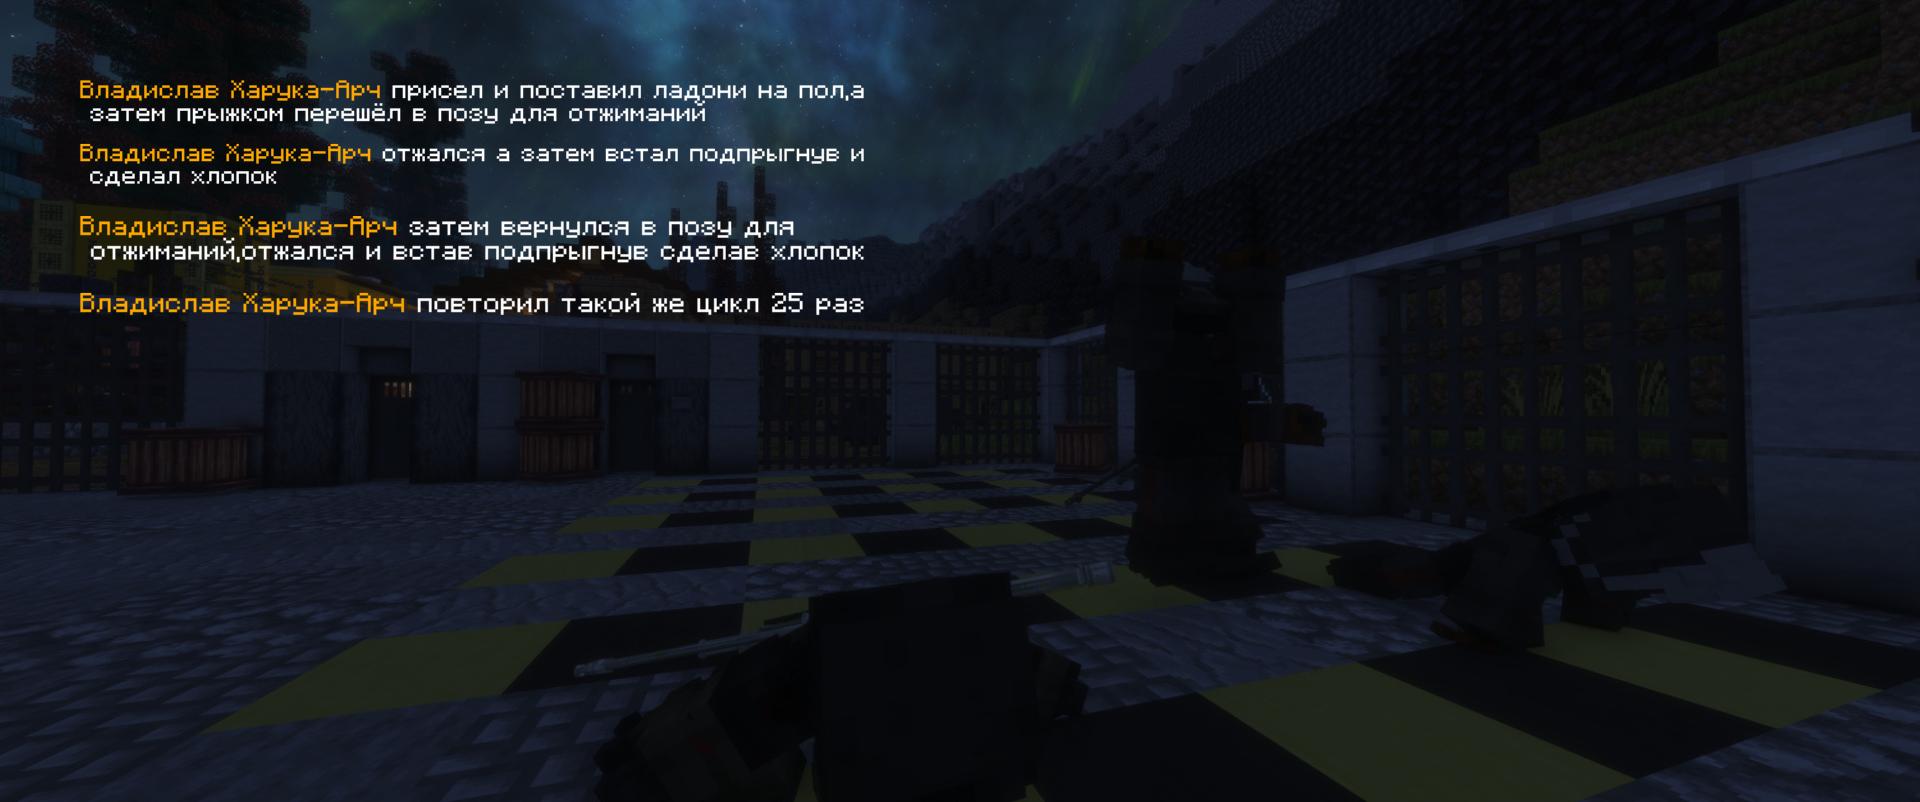 Владислав Харука-Арч присел и поставил ладони на пол,а
затем прыжком перешёл в позу для отжиманий
Владислав Харука-Арч отжался а затем встал подпрыгнув и
сделал хлопок
Владислав Харука-Арч затем вернулся в позу для
отжиманий,отжался и встав подпрыгнув сделав хлопок
Владислав Харука-Арч повторил такой же цикл 25 раз